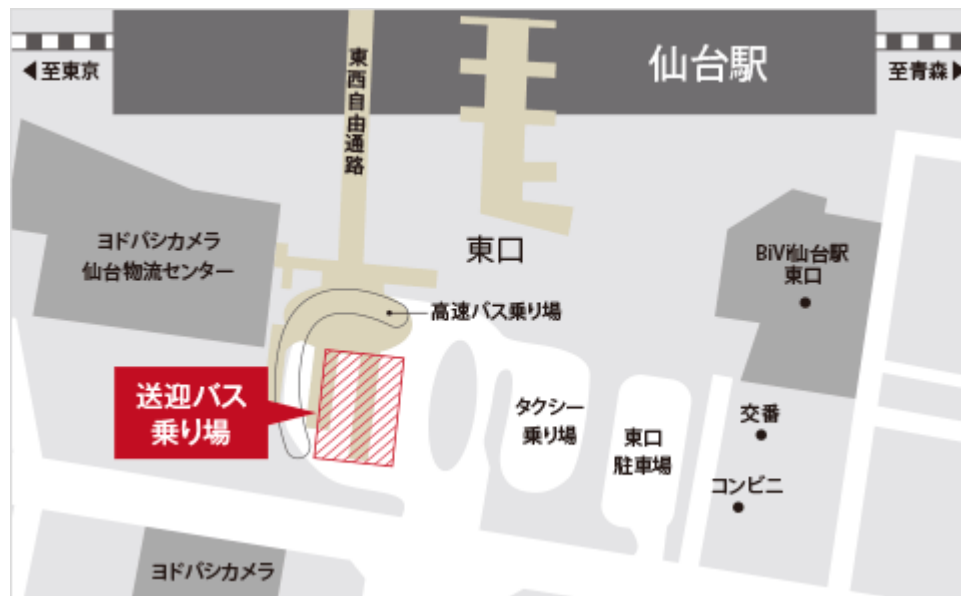 仙台駅
◀至東京
至青森▶
東西自由通路
ヨドバシカメラ
仙台物流センター
東口
BiVi仙台駅
東口
高速バス乗り場
送迎バス
乗り場
タクシー
乗り場
東口
駐車場
交番
コンビニ
ヨドバシカメラ